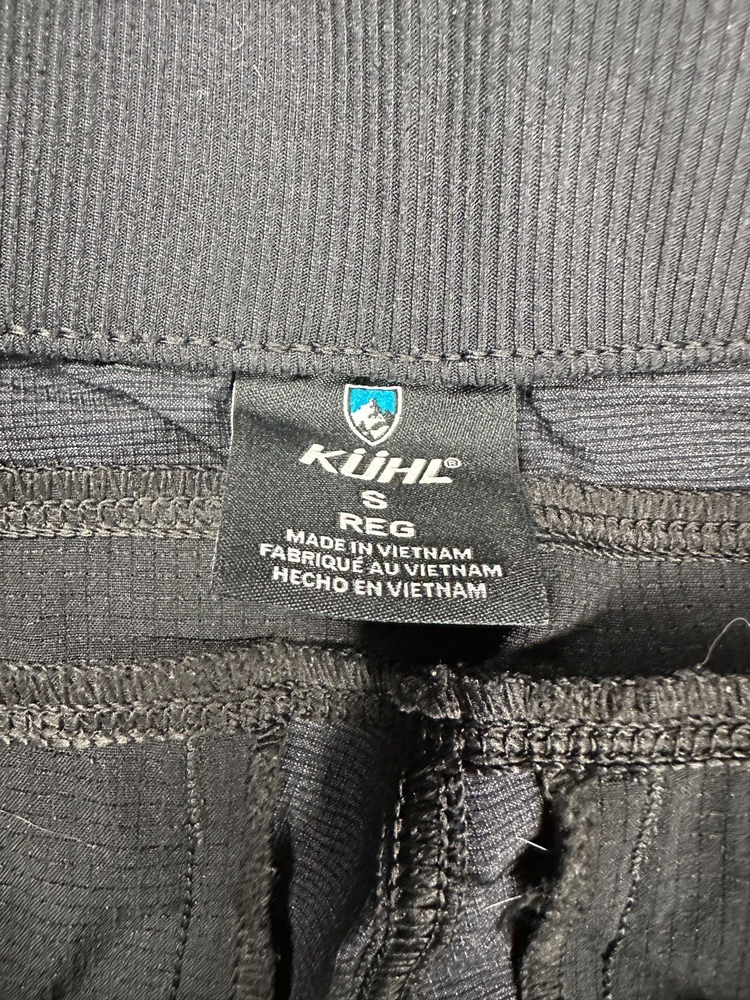 KÜHL®
S
REG
MADE IN VIETNAM
FABRIQUÉ AU VIETNAM
HECHO EN VIETNAM